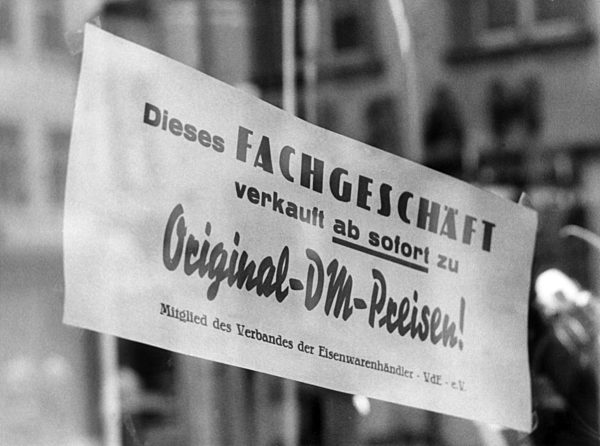 Dieses FACHGESCHÄFT
verkauft ab sofort zu
Original-DM-Preisen!
Mitglied des Verbandes der Eisenwarenhändler - VdE - e.V.